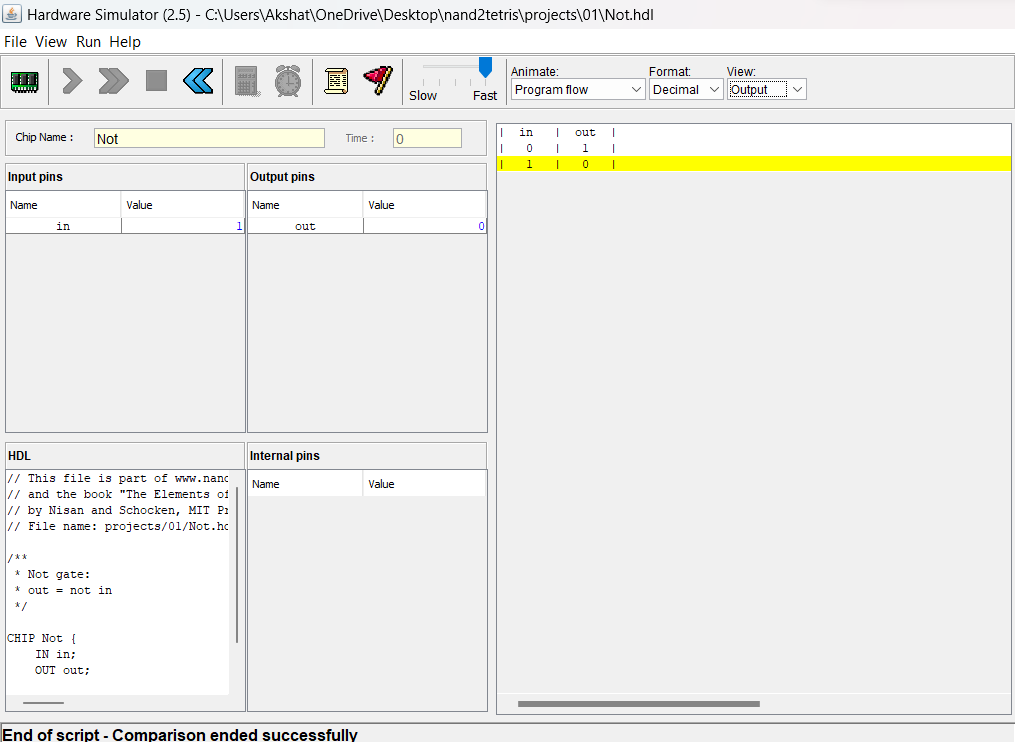 Hardware Simulator (2.5) - C:\Users\Akshat\OneDrive\Desktop\nand2tetris\projects\01\Not.hdl
File View Run Help
Animate: Format: View:
Program flow Decimal Output
Slow Fast
Chip Name : Not Time : 0
Input pins Output pins
Name Value Name Value
in 1 out 0
| in | out |
| 0 | 1 |
| 1 | 0 |
HDL Internal pins
Name Value
// This file is part of www.nand
// and the book "The Elements of
// by Nisan and Schocken, MIT Pr
// File name: projects/01/Not.hd
/**
* Not gate:
* out = not in
*/
CHIP Not {
IN in;
OUT out;
End of script - Comparison ended successfully